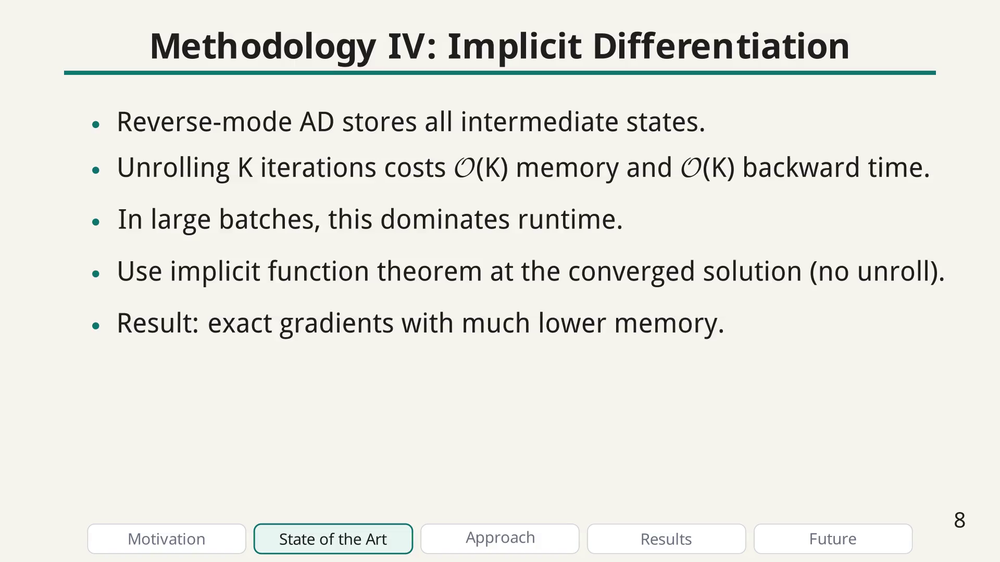 Methodology IV: Implicit Differentiation
• Reverse-mode AD stores all intermediate states.
• Unrolling K iterations costs 𝒪(K) memory and 𝒪(K) backward time.
• In large batches, this dominates runtime.
• Use implicit function theorem at the converged solution (no unroll).
• Result: exact gradients with much lower memory.
8
Motivation
State of the Art
Approach
Results
Future